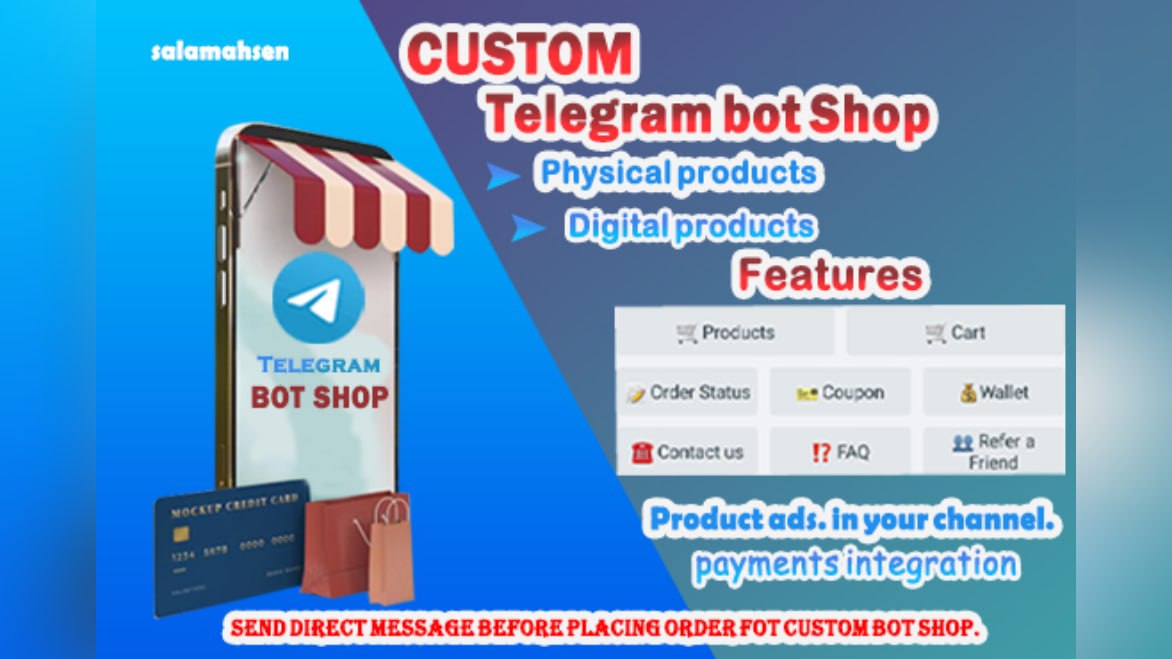 salamahsen
CUSTOM
Telegram bot Shop
Physical products
Digital products
Features
Products
Cart
Order Status
Coupon
Wallet
Contact us
⁉ FAQ
Refer a
Friend
TELEGRAM
BOT SHOP
MOCKUP CREDIT CARD
1234 5678 0000 0000
Product ads. in your channel.
payments integration
SEND DIRECT MESSAGE BEFORE PLACING ORDER FOT CUSTOM BOT SHOP.